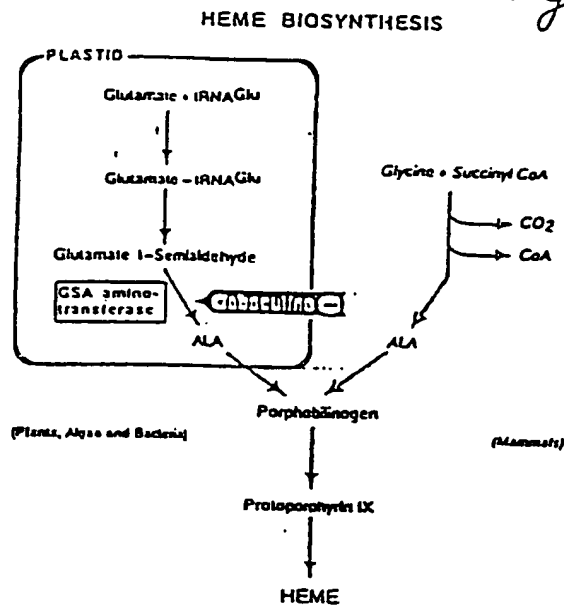 HEME BIOSYNTHESIS
PLASTID
Glutamate + tRNAGlu
Glutamate – tRNAGlu
Glycine + Succinyl CoA
CO2
CoA
Glutamate 1-Semialdehyde
GSA amino-
transferase
gabaculine –
ALA
ALA
Porphobilinogen
(Plants, Algae and Bacteria)
(Mammals)
Protoporphyrin IX
HEME